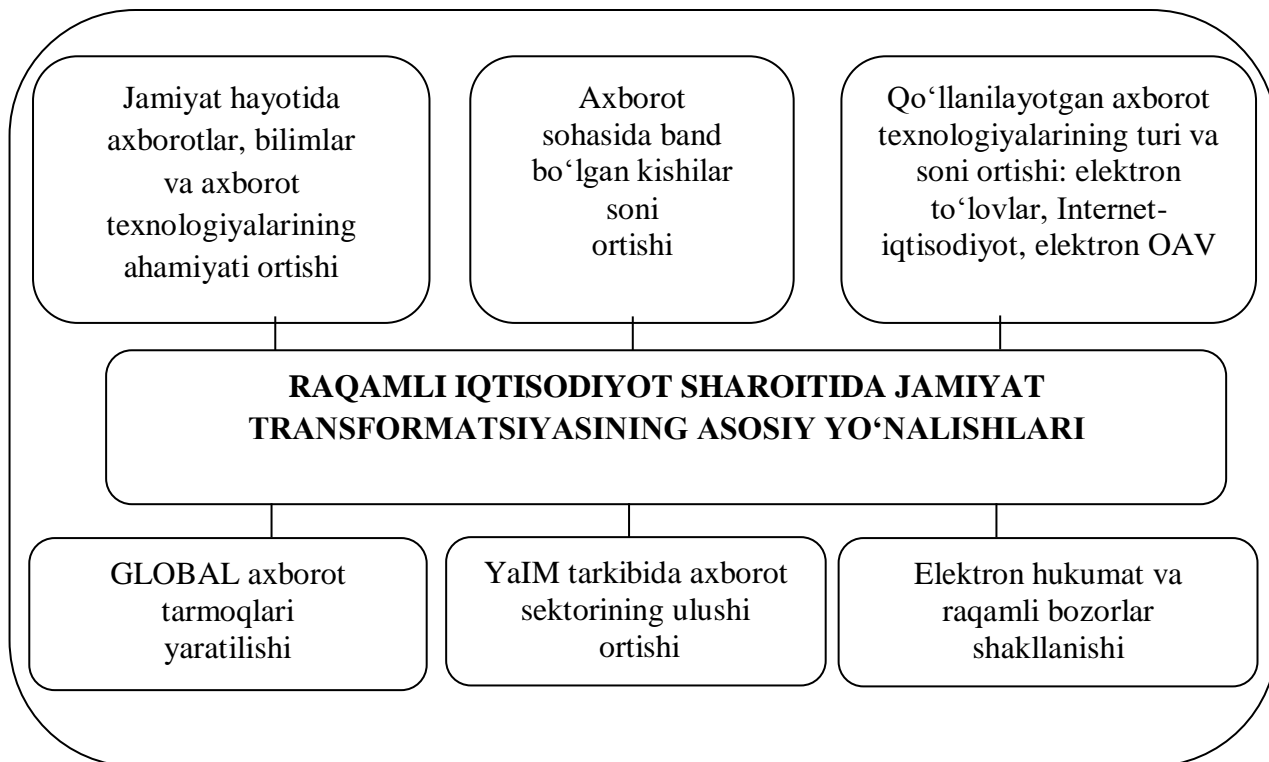 Jamiyat hayotida
axborotlar, bilimlar
va axborot
texnologiyalarining
ahamiyati ortishi
Axborot
sohasida band
bo‘lgan kishilar
soni
ortishi
Qo‘llanilayotgan axborot
texnologiyalarining turi va
soni ortishi: elektron
to‘lovlar, Internet-
iqtisodiyot, elektron OAV
RAQAMLI IQTISODIYOT SHAROITIDA JAMIYAT
TRANSFORMATSIYASINING ASOSIY YO‘NALISHLARI
GLOBAL axborot
tarmoqlari
yaratilishi
YaIM tarkibida axborot
sektorining ulushi
ortishi
Elektron hukumat va
raqamli bozorlar
shakllanishi